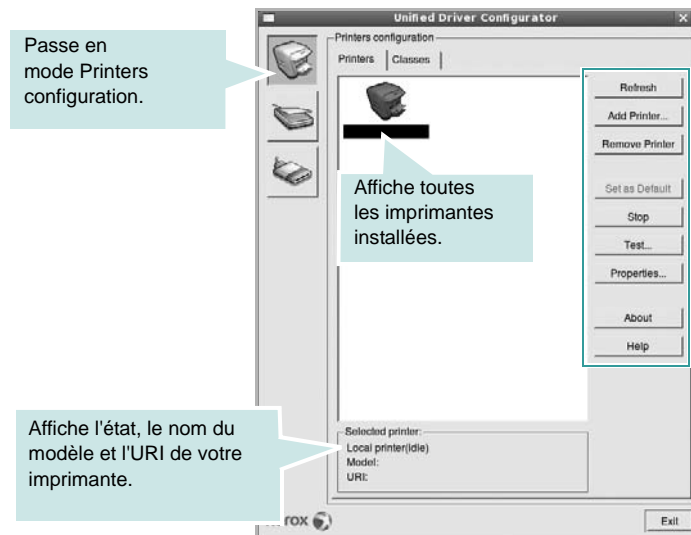 Unified Driver Configurator
Passe en
mode Printers
configuration.
Printers configuration
Printers
Classes
Refresh
Add Printer...
Remove Printer
Set as Default
Stop
Test...
Properties...
About
Help
Affiche toutes
les imprimantes
installées.
Affiche l'état, le nom du
modèle et l'URI de votre
imprimante.
Selected printer:
Local printer(idle)
Model:
URI:
rox
Exit